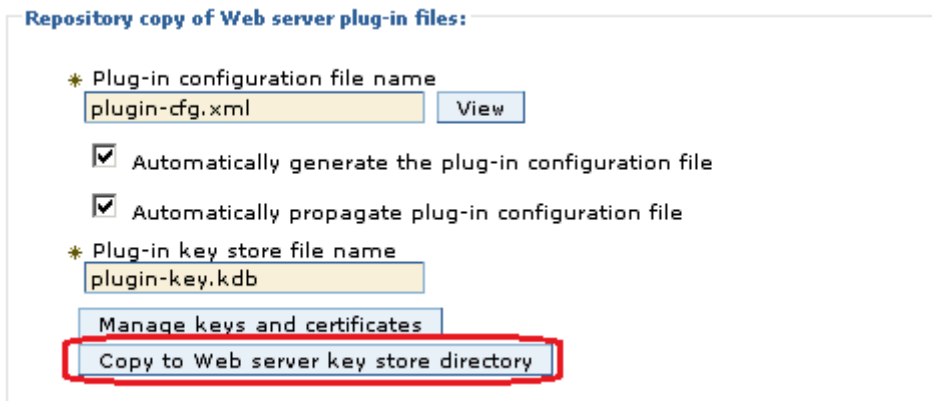 Repository copy of Web server plug-in files:
* Plug-in configuration file name
plugin-cfg.xml View
Automatically generate the plug-in configuration file
Automatically propagate plug-in configuration file
* Plug-in key store file name
plugin-key.kdb
Manage keys and certificates
Copy to Web server key store directory